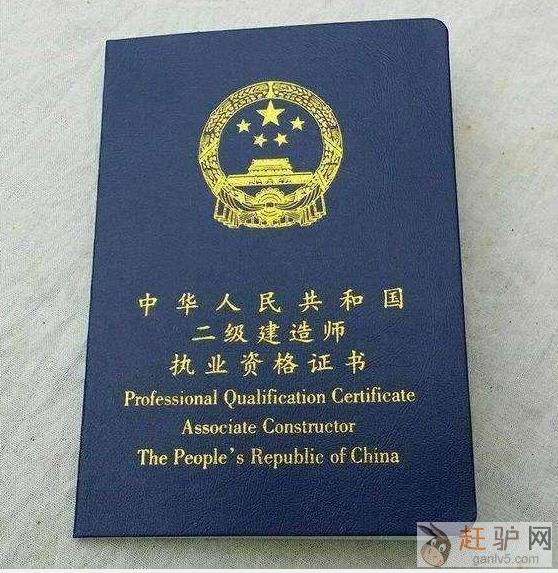 中华人民共和国
二级建造师
执业资格证书
Professional Qualification Certificate
Associate Constructor
The People's Republic of China
赶驴网
ganlv5.com